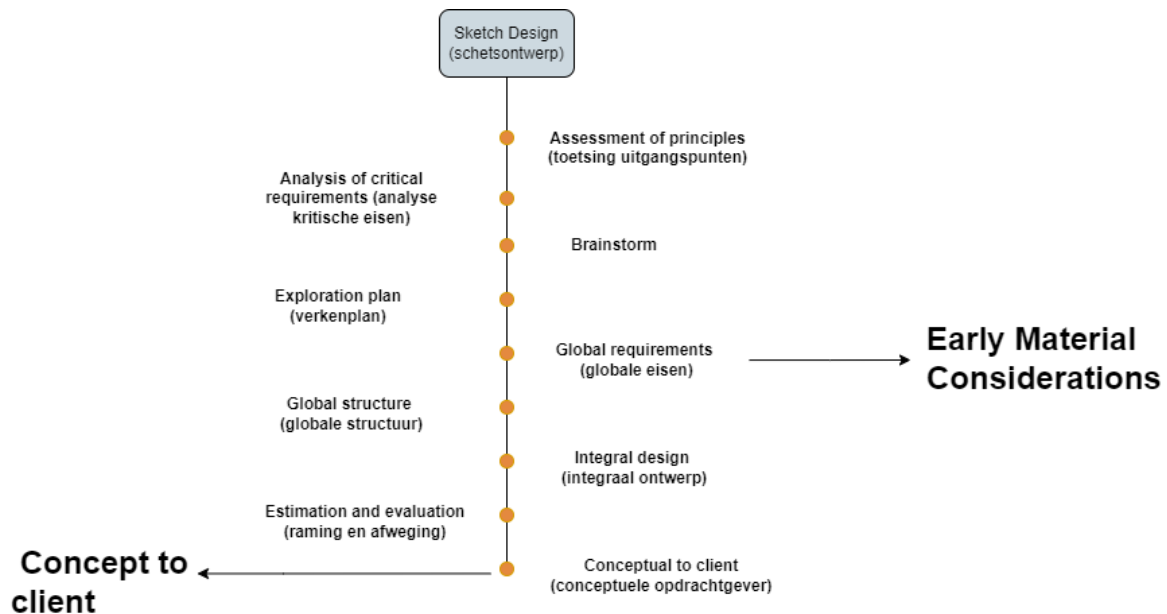 Sketch Design
(schetsontwerp)
Assessment of principles
(toetsing uitgangspunten)
Analysis of critical
requirements (analyse
kritische eisen)
Brainstorm
Exploration plan
(verkenplan)
Global requirements
(globale eisen)
Early Material
Considerations
Global structure
(globale structuur)
Integral design
(integraal ontwerp)
Estimation and evaluation
(raming en afweging)
Conceptual to client
(conceptuele opdrachtgever)
Concept to
client